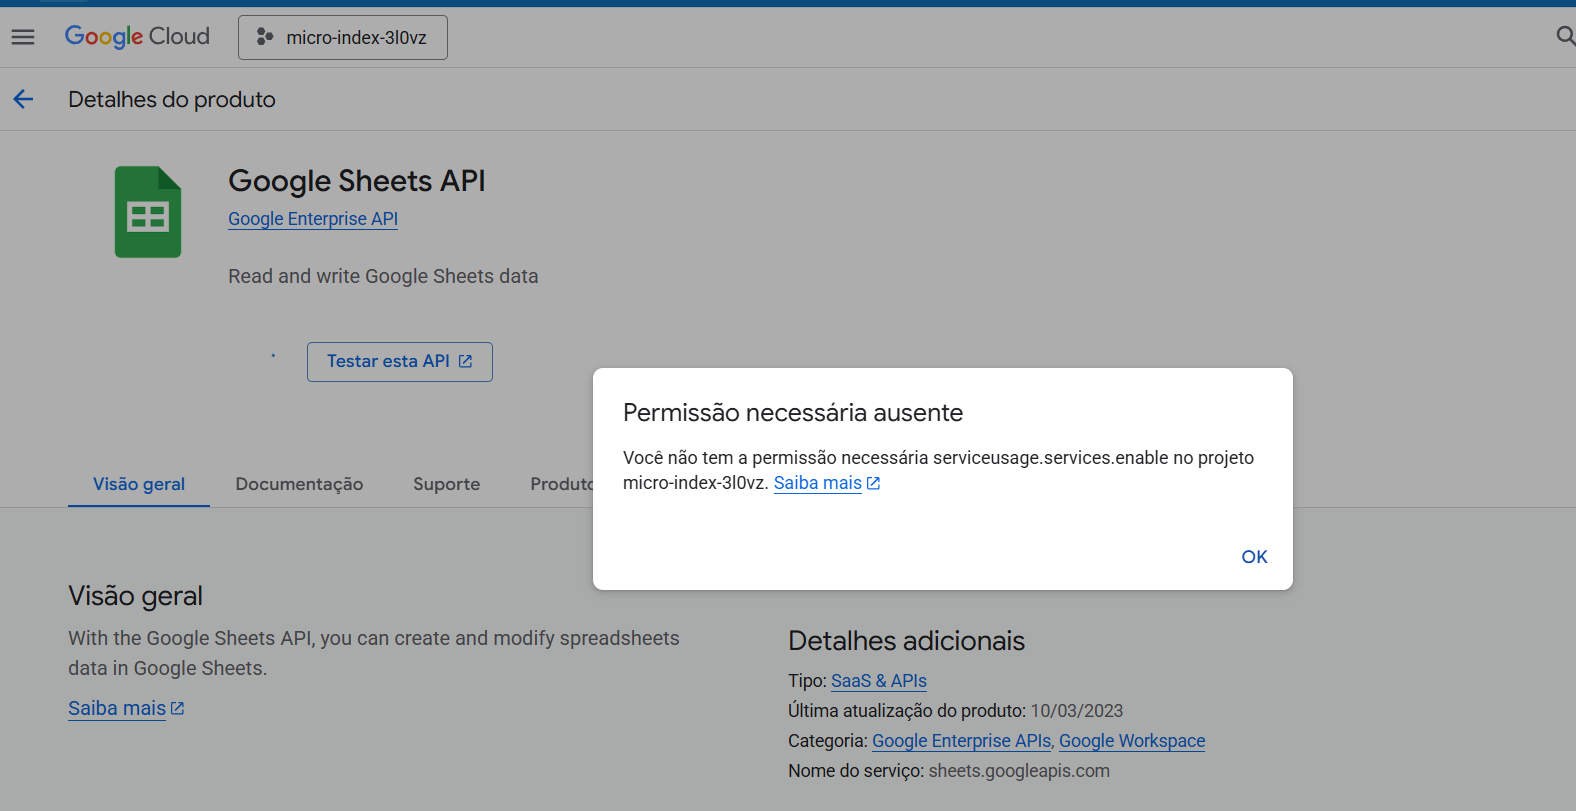 Google Cloud
micro-index-3l0vz
Detalhes do produto
Google Sheets API
Google Enterprise API
Read and write Google Sheets data
Testar esta API
Permissão necessária ausente
Você não tem a permissão necessária serviceusage.services.enable no projeto
micro-index-3l0vz. Saiba mais
OK
Visão geral
Documentação
Suporte
Visão geral
With the Google Sheets API, you can create and modify spreadsheets
data in Google Sheets.
Saiba mais
Detalhes adicionais
Tipo: SaaS & APIs
Última atualização do produto: 10/03/2023
Categoria: Google Enterprise APIs, Google Workspace
Nome do serviço: sheets.googleapis.com